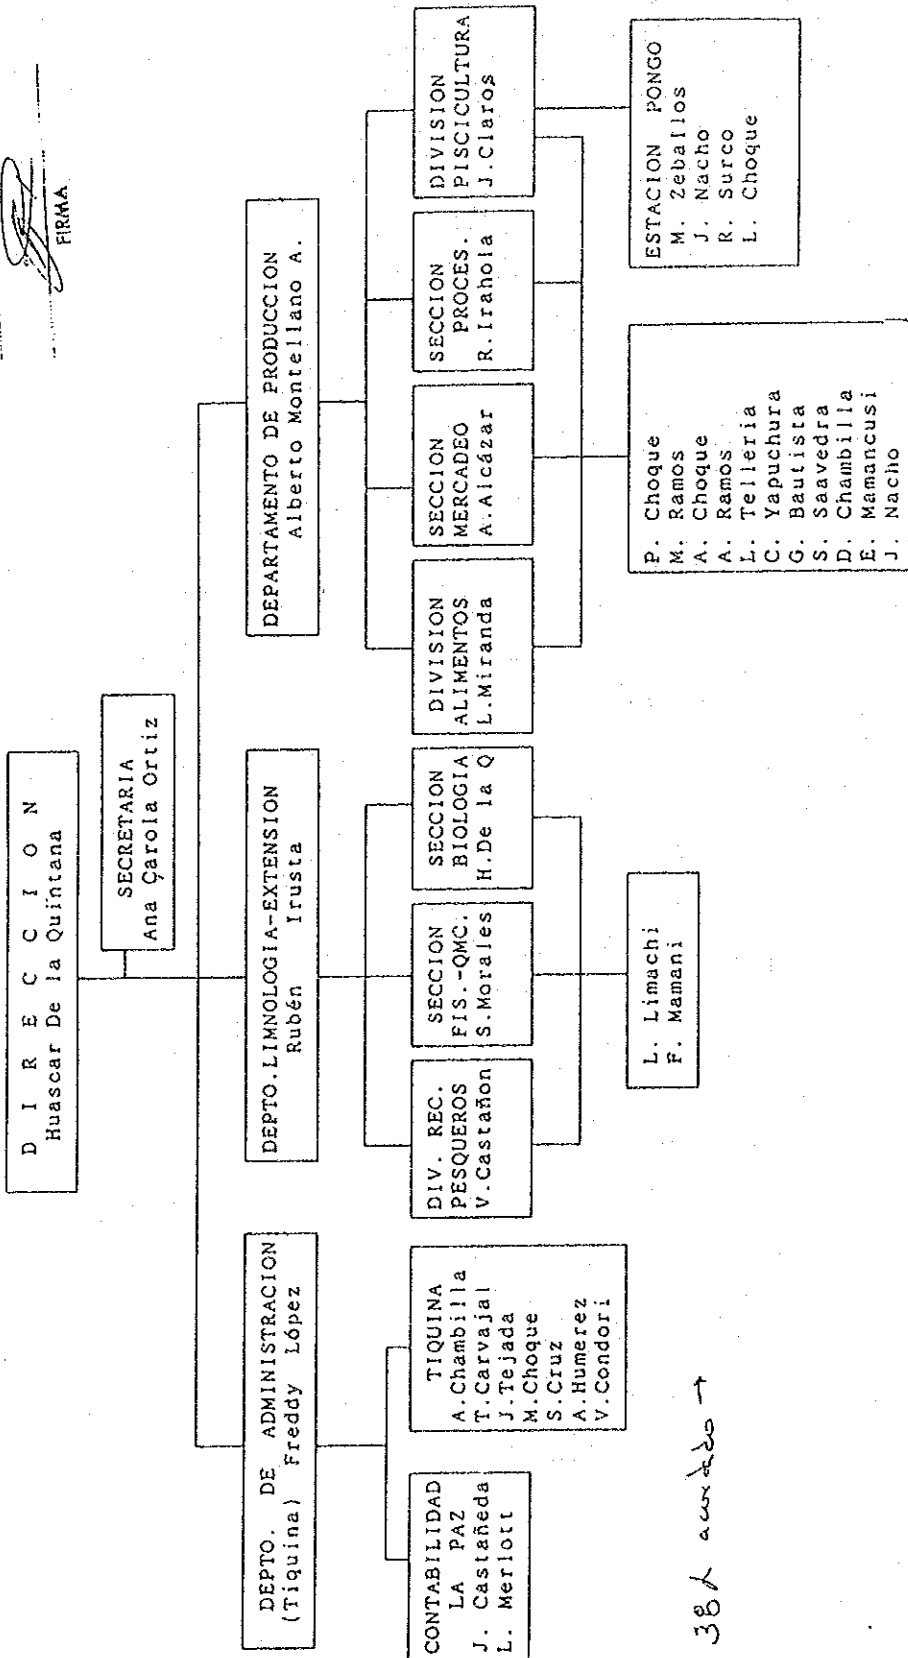 FIRMA
D I R E C C I O N
Huascar De la Quintana
SECRETARIA
Ana Carola Ortiz
DEPTO. DE ADMINISTRACION
(Tiquina) Freddy López
DEPTO.LIMNOLOGIA-EXTENSION
Rubén Irusta
DEPARTAMENTO DE PRODUCCION
Alberto Montellano A.
CONTABILIDAD
LA PAZ
J. Castañeda
L. Merlott
TIQUINA
A.Chambilla
T.Carvajal
J.Tejada
M.Choque
S.Cruz
A.Humerez
V.Condori
DIV. REC.
PESQUEROS
V.Castañon
SECCION
FIS.-QMC.
S.Morales
SECCION
BIOLOGIA
H.De la Q
DIVISION
ALIMENTOS
L.Miranda
SECCION
MERCADEO
A.Alcázar
SECCION
PROCES.
R.Irahola
DIVISION
PISCICULTURA
J.Claros
L. Limachi
F. Mamani
P. Choque
M. Ramos
A. Choque
A. Ramos
L. Telleria
C. Yapuchura
G. Bautista
S. Saavedra
D. Chambilla
E. Mamancusi
J. Nacho
ESTACION PONGO
M. Zeballos
J. Nacho
R. Surco
L. Choque